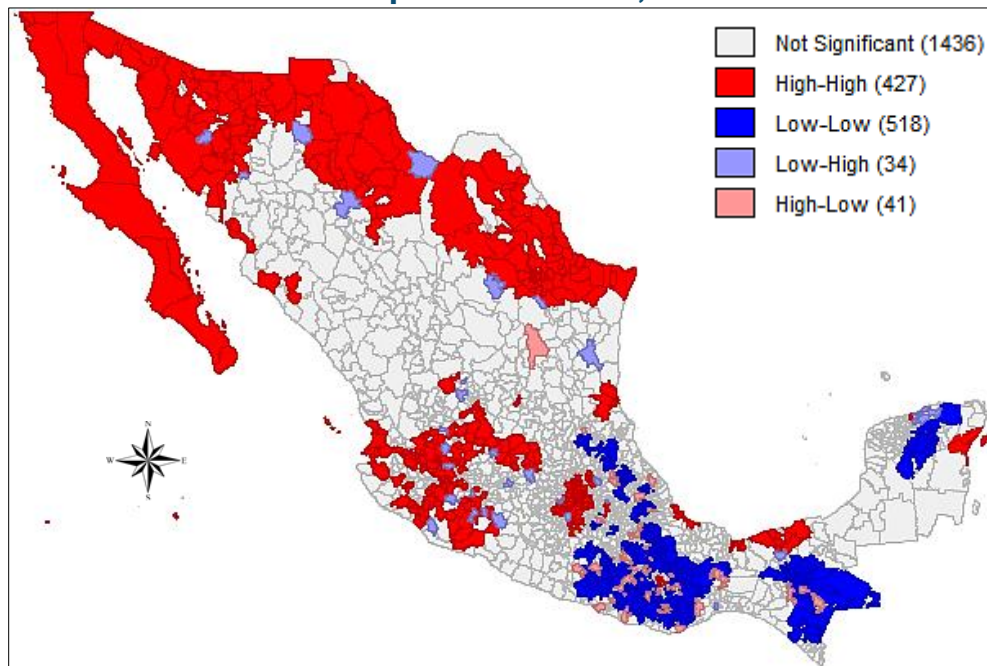 Not Significant (1436)
High-High (427)
Low-Low (518)
Low-High (34)
High-Low (41)
N
W E
S